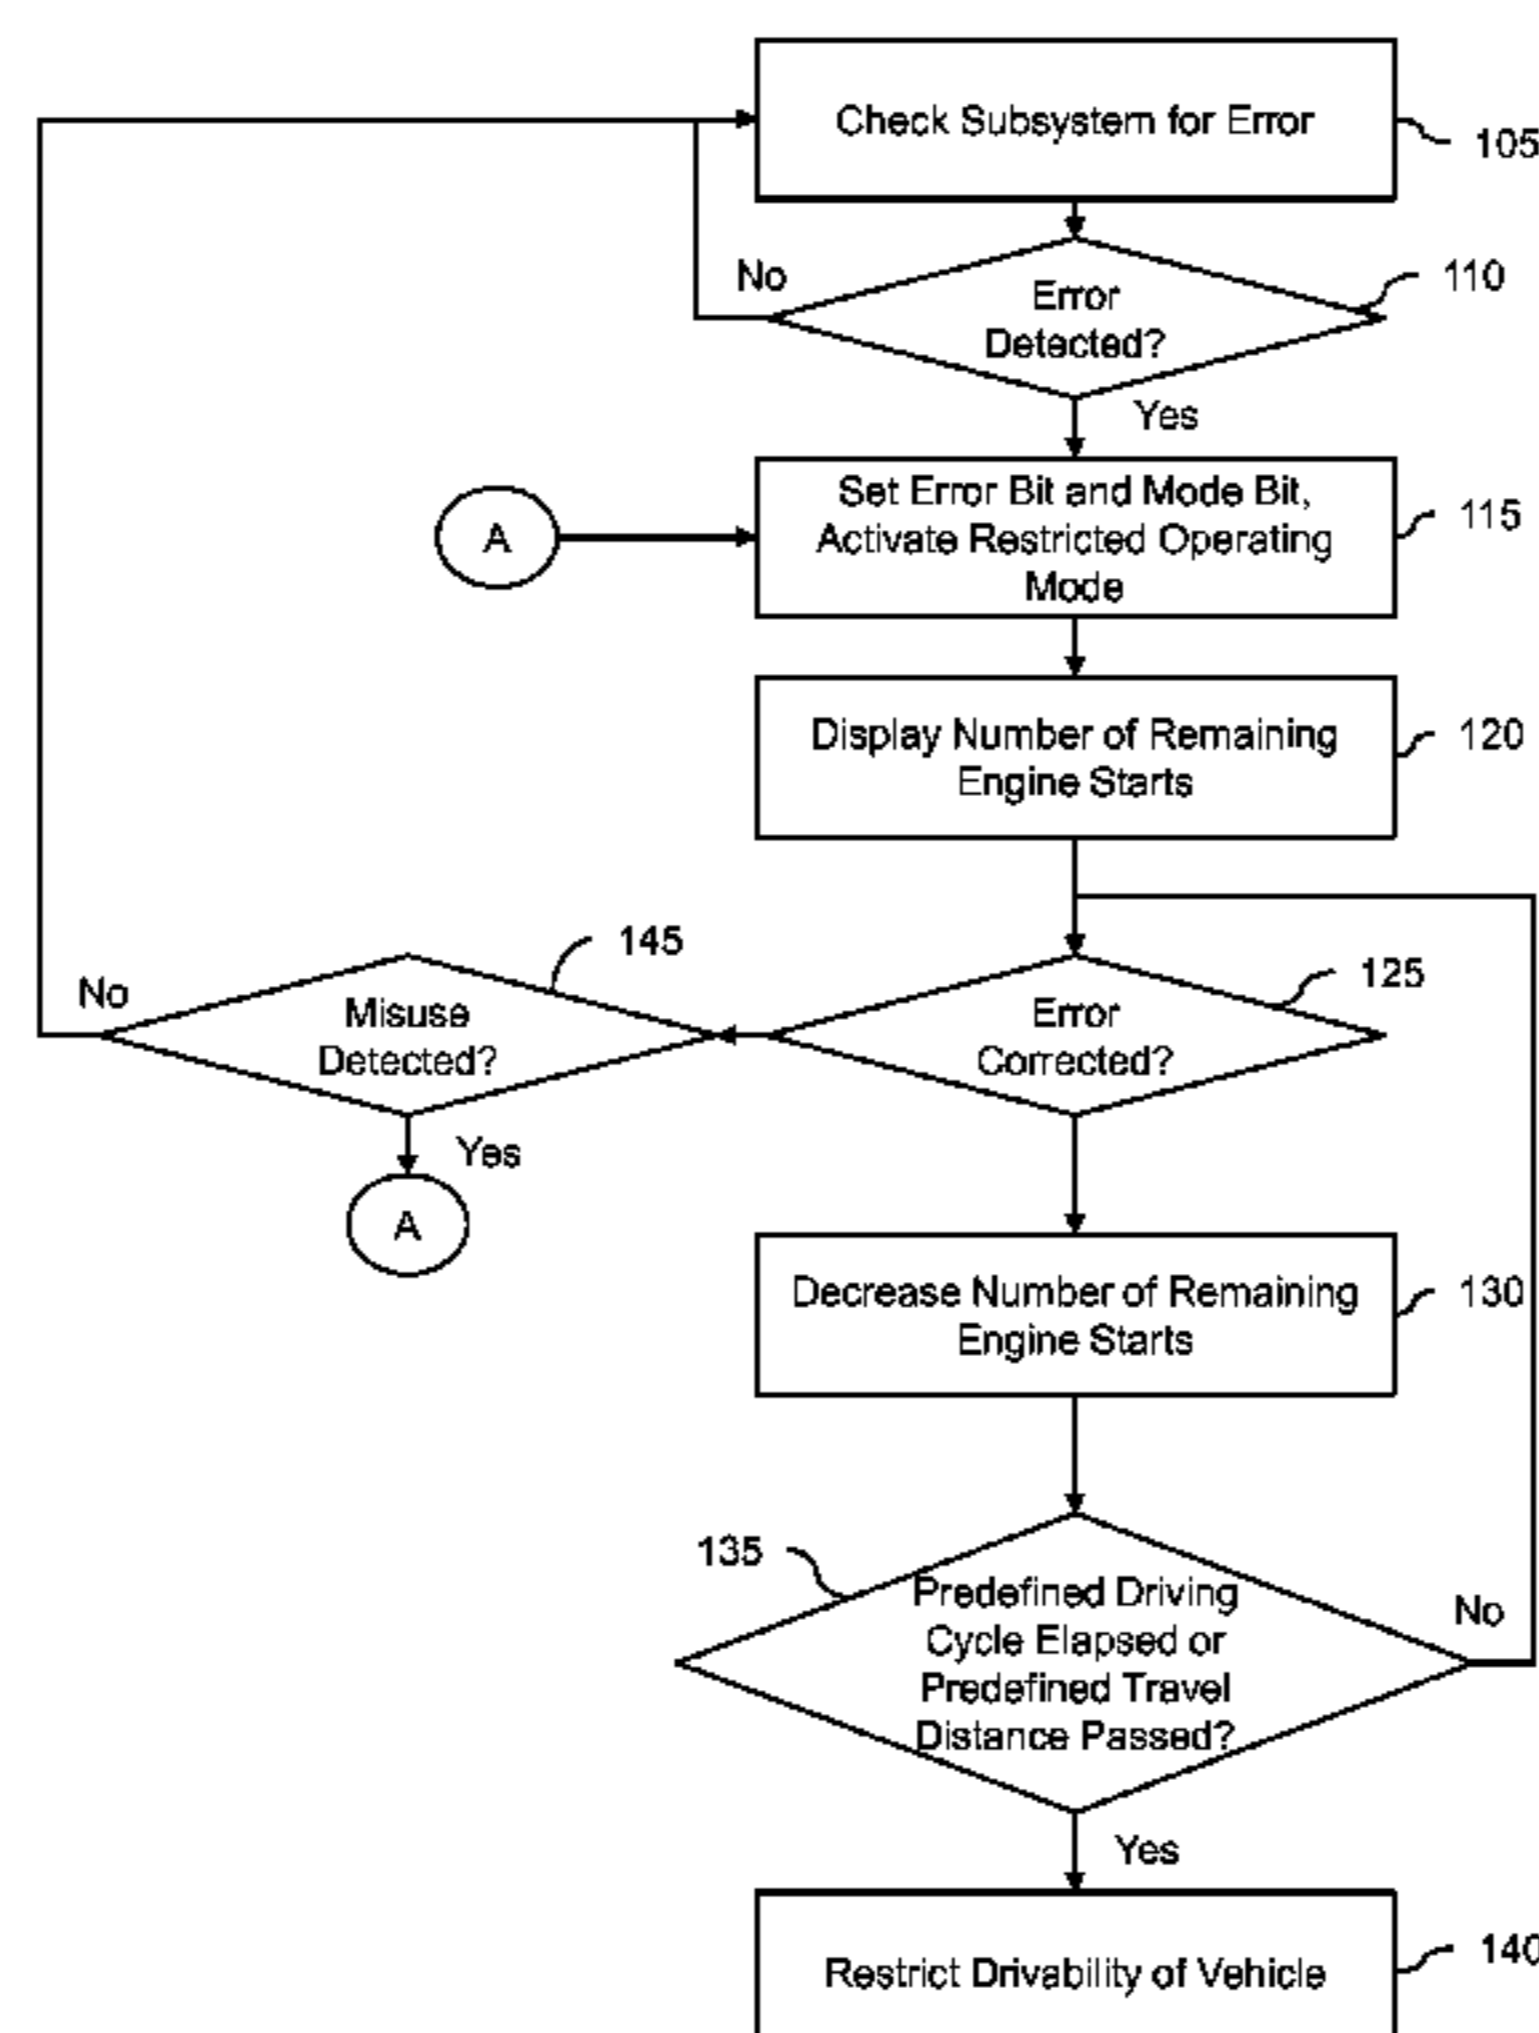 Check Subsystem for Error
105
No
Error
Detected?
110
Yes
A
Set Error Bit and Mode Bit,
Activate Restricted Operating
Mode
115
Display Number of Remaining
Engine Starts
120
No
Misuse
Detected?
145
Error
Corrected?
125
Yes
A
Decrease Number of Remaining
Engine Starts
130
135
Predefined Driving
Cycle Elapsed or
Predefined Travel
Distance Passed?
No
Yes
Restrict Drivability of Vehicle
140